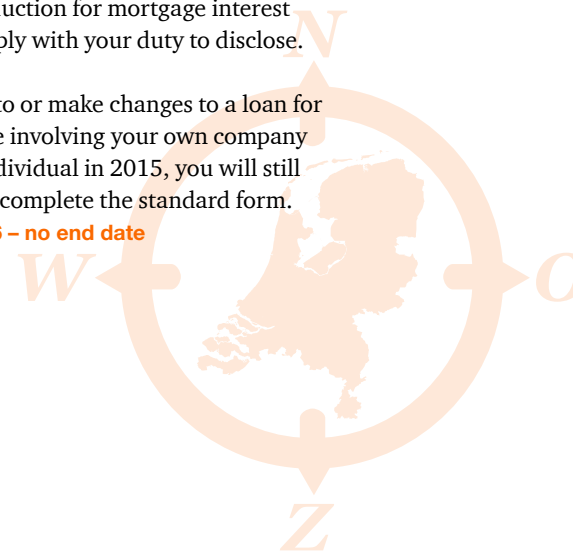 uction for mortgage interest
ply with your duty to disclose.
N
to or make changes to a loan for
e involving your own company
dividual in 2015, you will still
complete the standard form.
– no end date
W
O
Z